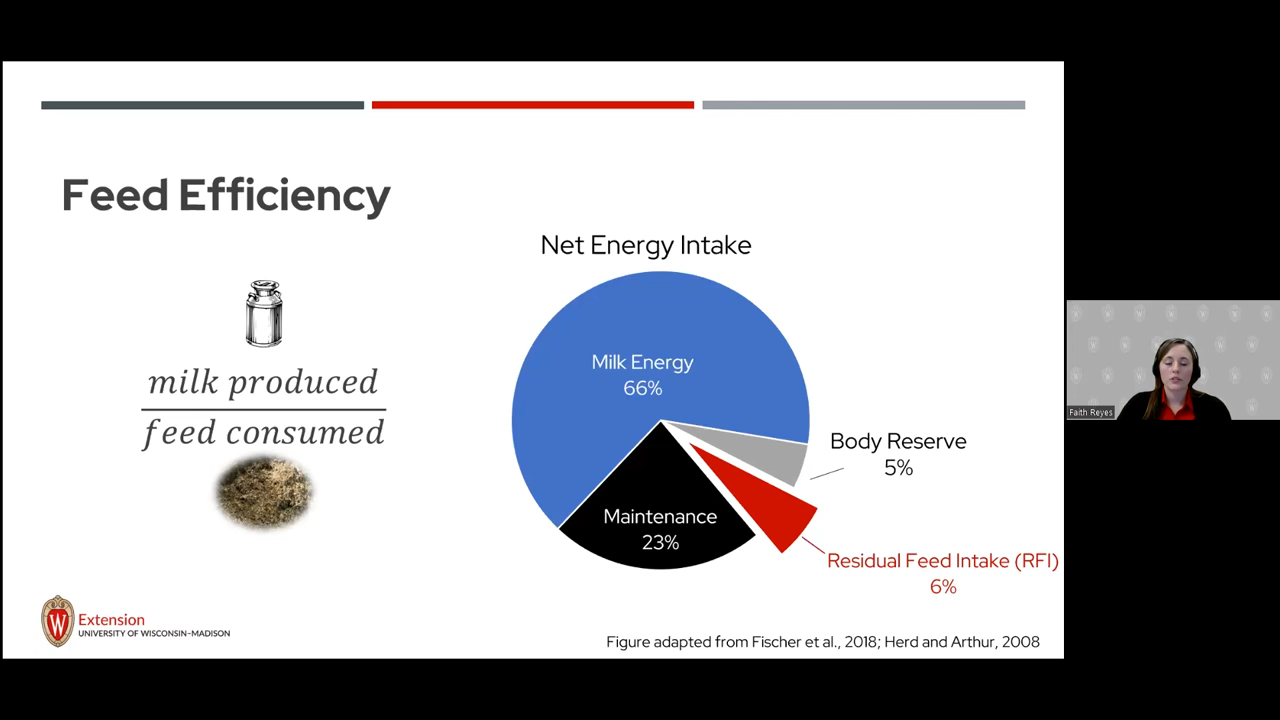 Feed Efficiency
milk produced
feed consumed
Net Energy Intake
Milk Energy
66%
Body Reserve
5%
Maintenance
23%
Residual Feed Intake (RFI)
6%
W
Extension
UNIVERSITY OF WISCONSIN–MADISON
Figure adapted from Fischer et al., 2018; Herd and Arthur, 2008
Faith Reyes